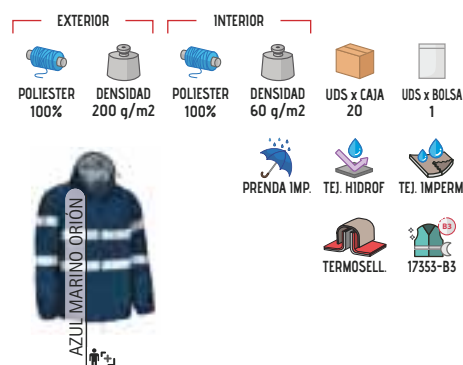 EXTERIOR
INTERIOR
POLIESTER
100%
DENSIDAD
200 g/m2
POLIESTER
100%
DENSIDAD
60 g/m2
UDS x CAJA
20
UDS x BOLSA
1
PRENDA IMP.
TEJ. HIDROF
TEJ. IMPERM
B3
TERMOSELL.
17353-B3
AZUL MARINO ORIÓN